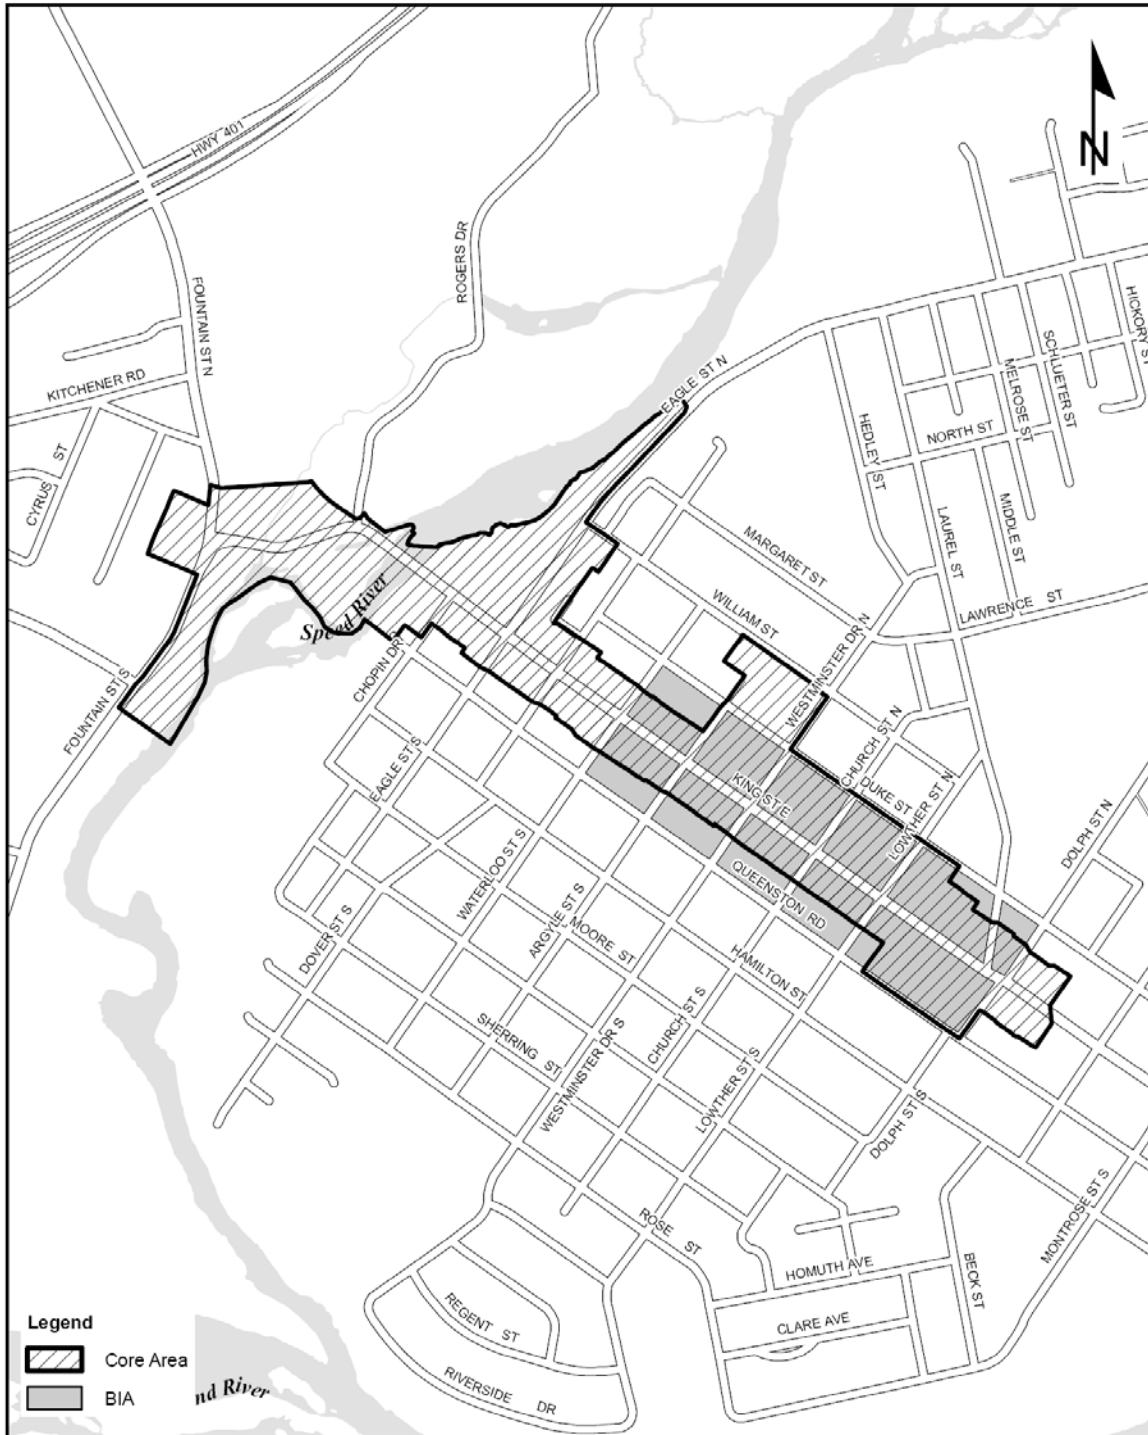 N
HWY 401
ROGERS DR
FOUNTAIN ST N
HICKORY ST
SCHLUETER ST
MELROSE ST
EAGLE ST N
KITCHENER RD
HEDLEY ST
NORTH ST
CYRUS ST
MIDDLE ST
LAUREL ST
MARGARET ST
LAWRENCE ST
WILLIAM ST
Speed River
WESTMINSTER DR N
CHOPIN DR
FOUNTAIN ST S
CHURCH ST N
DUKE ST
KING ST E
LOWTHER ST N
EAGLE ST S
DOLPH ST N
WATERLOO ST S
QUEENSTON RD
ARGYLE ST S
MOORE ST
DOVER ST S
HAMILTON ST
CHURCH ST S
SHERRING ST
WESTMINSTER DR S
LOWTHER ST S
DOLPH ST S
MONTROSE ST S
ROSE ST
HOMUTH AVE
BECK ST
REGENT ST
CLARE AVE
RIVERSIDE DR
Legend
Core Area
BIA
nd River